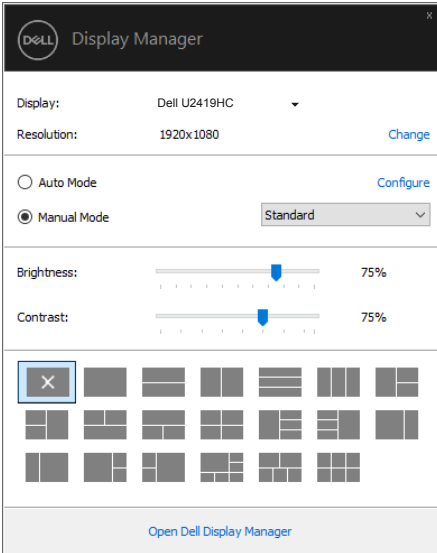 x
DELL Display Manager
Display: Dell U2419HC
Resolution: 1920x1080 Change
Auto Mode Configure
Manual Mode Standard
Brightness: 75%
Contrast: 75%
Open Dell Display Manager